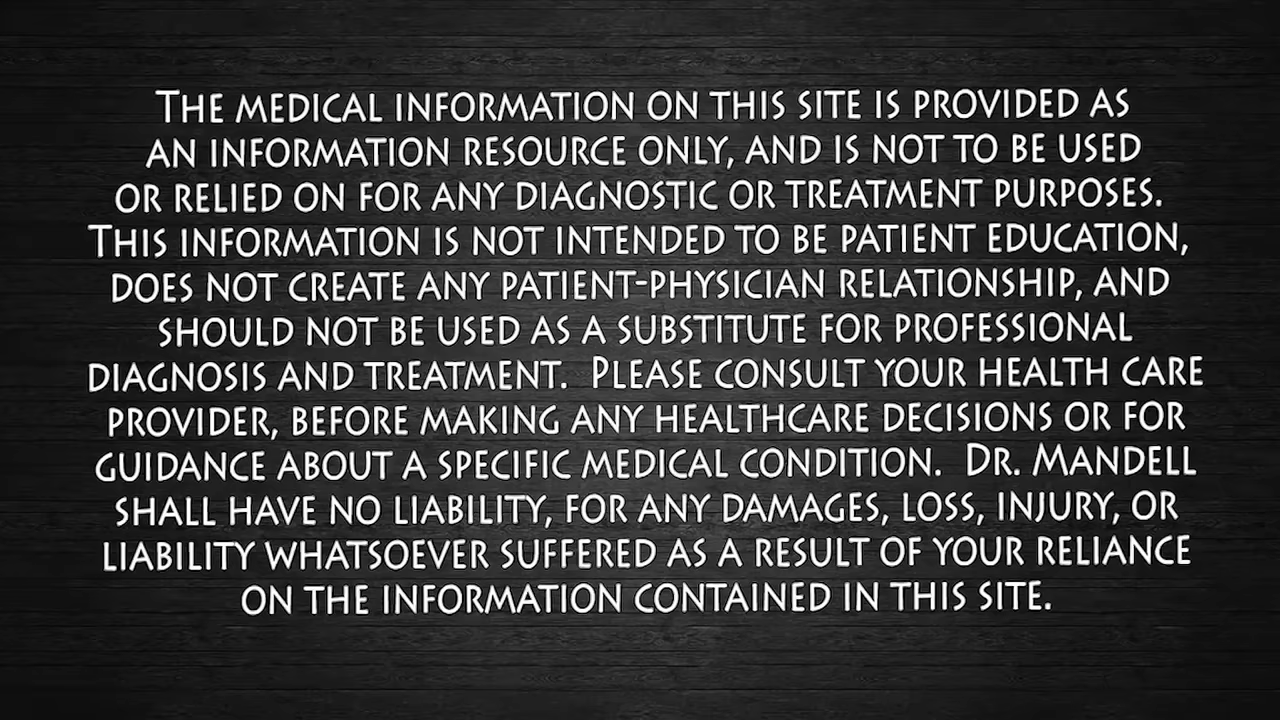 The medical information on this site is provided as
an information resource only, and is not to be used
or relied on for any diagnostic or treatment purposes.
This information is not intended to be patient education,
does not create any patient-physician relationship, and
should not be used as a substitute for professional
diagnosis and treatment. Please consult your health care
provider, before making any healthcare decisions or for
guidance about a specific medical condition. Dr. Mandell
shall have no liability, for any damages, loss, injury, or
liability whatsoever suffered as a result of your reliance
on the information contained in this site.